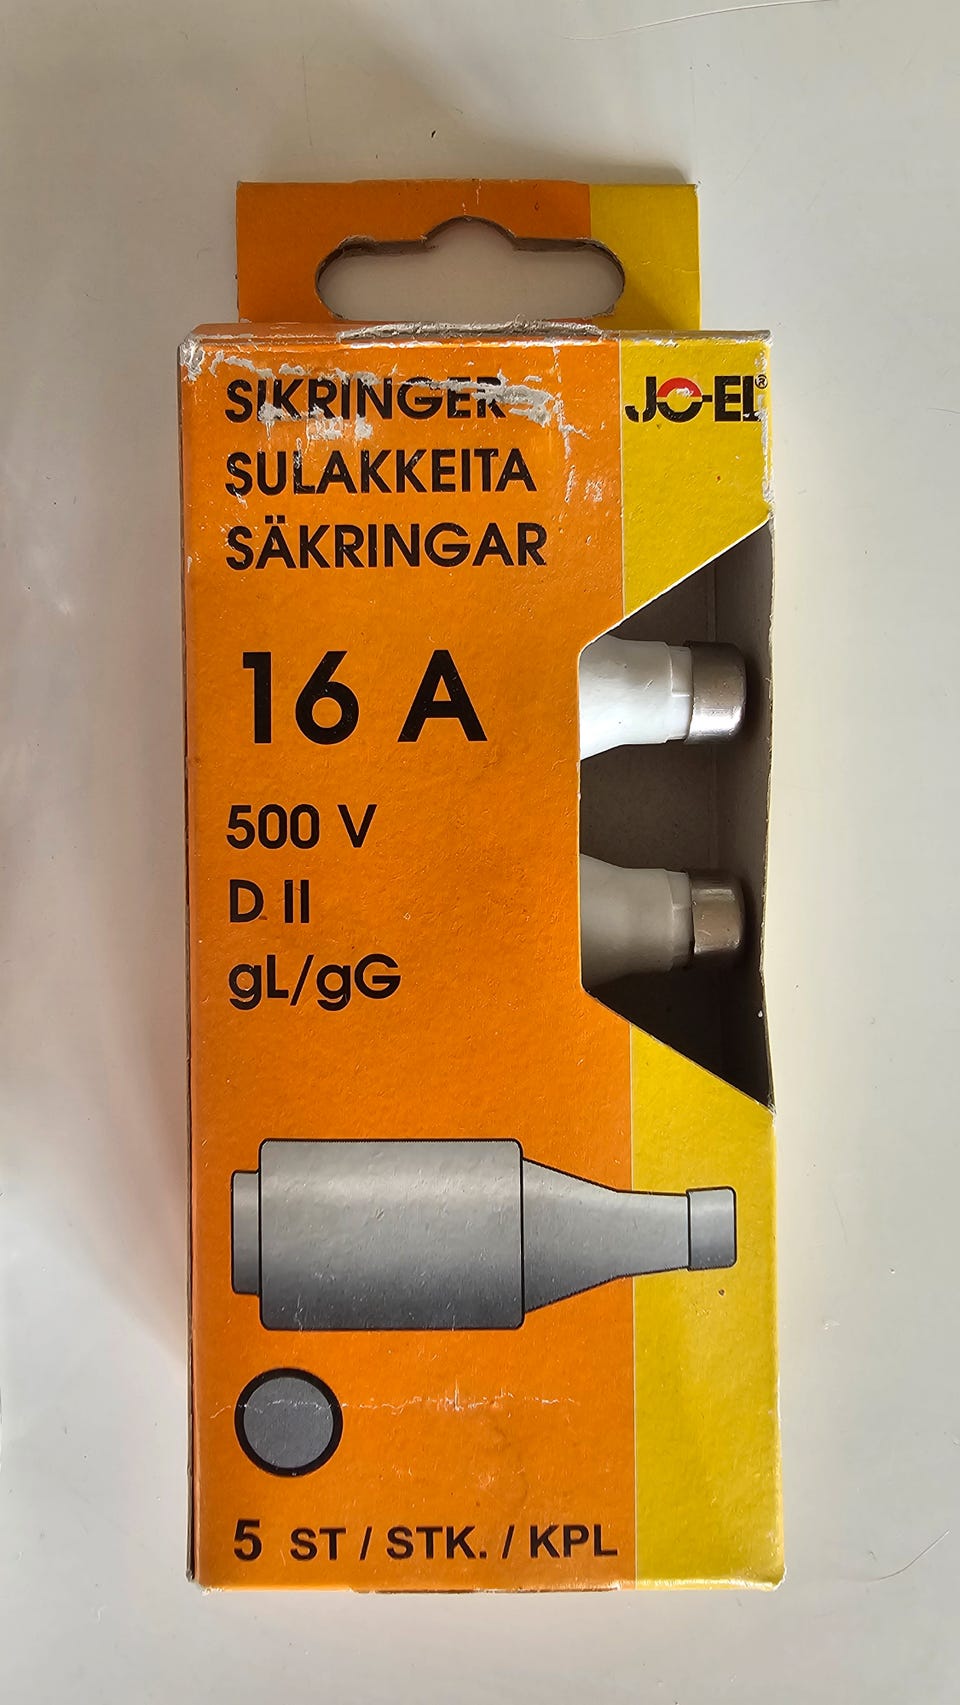 SIKRINGER
SULAKKEITA
SÄKRINGAR
JO-EL®
16 A
500 V
D II
gL/gG
5 ST / STK. / KPL